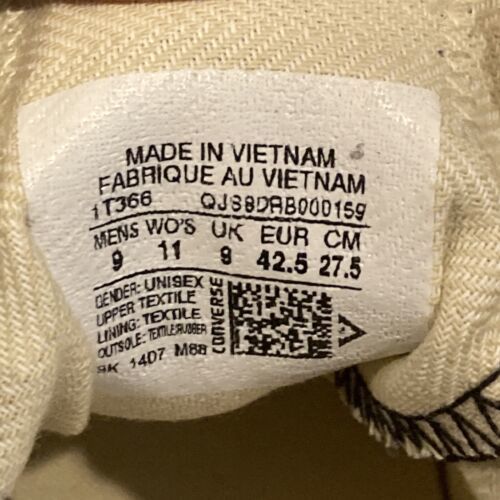 MADE IN VIETNAM
FABRIQUE AU VIETNAM
1T366 QJS8DRB000159
MENS WO'S UK EUR CM
9 11 9 42.5 27.5
GENDER: UNISEX
UPPER TEXTILE
LINING: TEXTILE
OUTSOLE: TEXTILE/RUBBER
1407 M88
CONVERSE